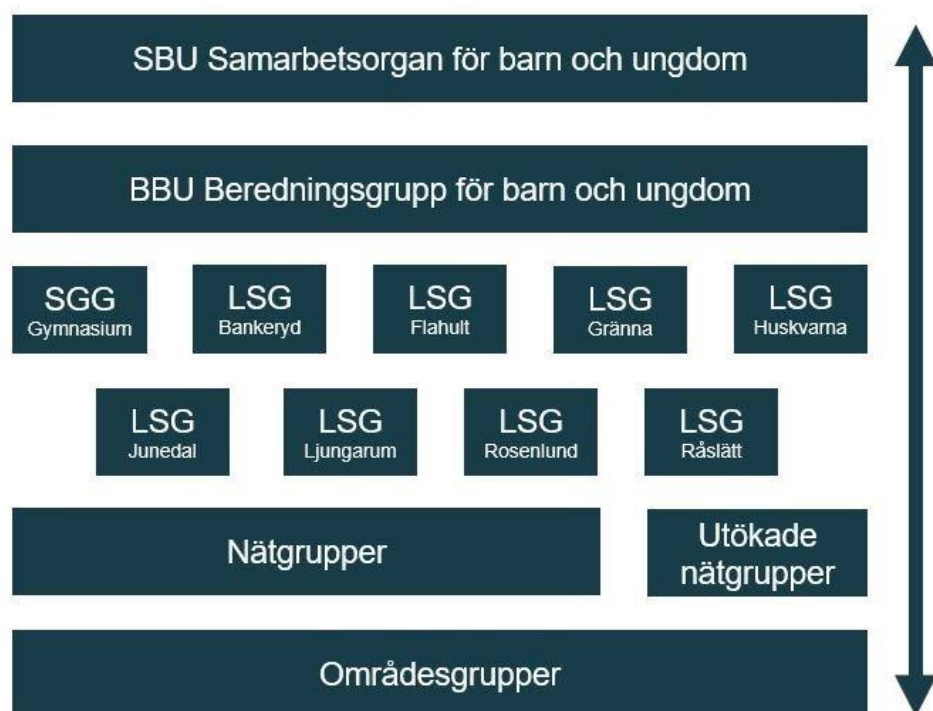 SBU Samarbetsorgan för barn och ungdom
BBU Beredningsgrupp för barn och ungdom
SGG
Gymnasium
LSG
Bankeryd
LSG
Flahult
LSG
Gränna
LSG
Huskvarna
LSG
Junedal
LSG
Ljungarum
LSG
Rosenlund
LSG
Råslätt
Nätgrupper
Utökade
nätgrupper
Områdesgrupper